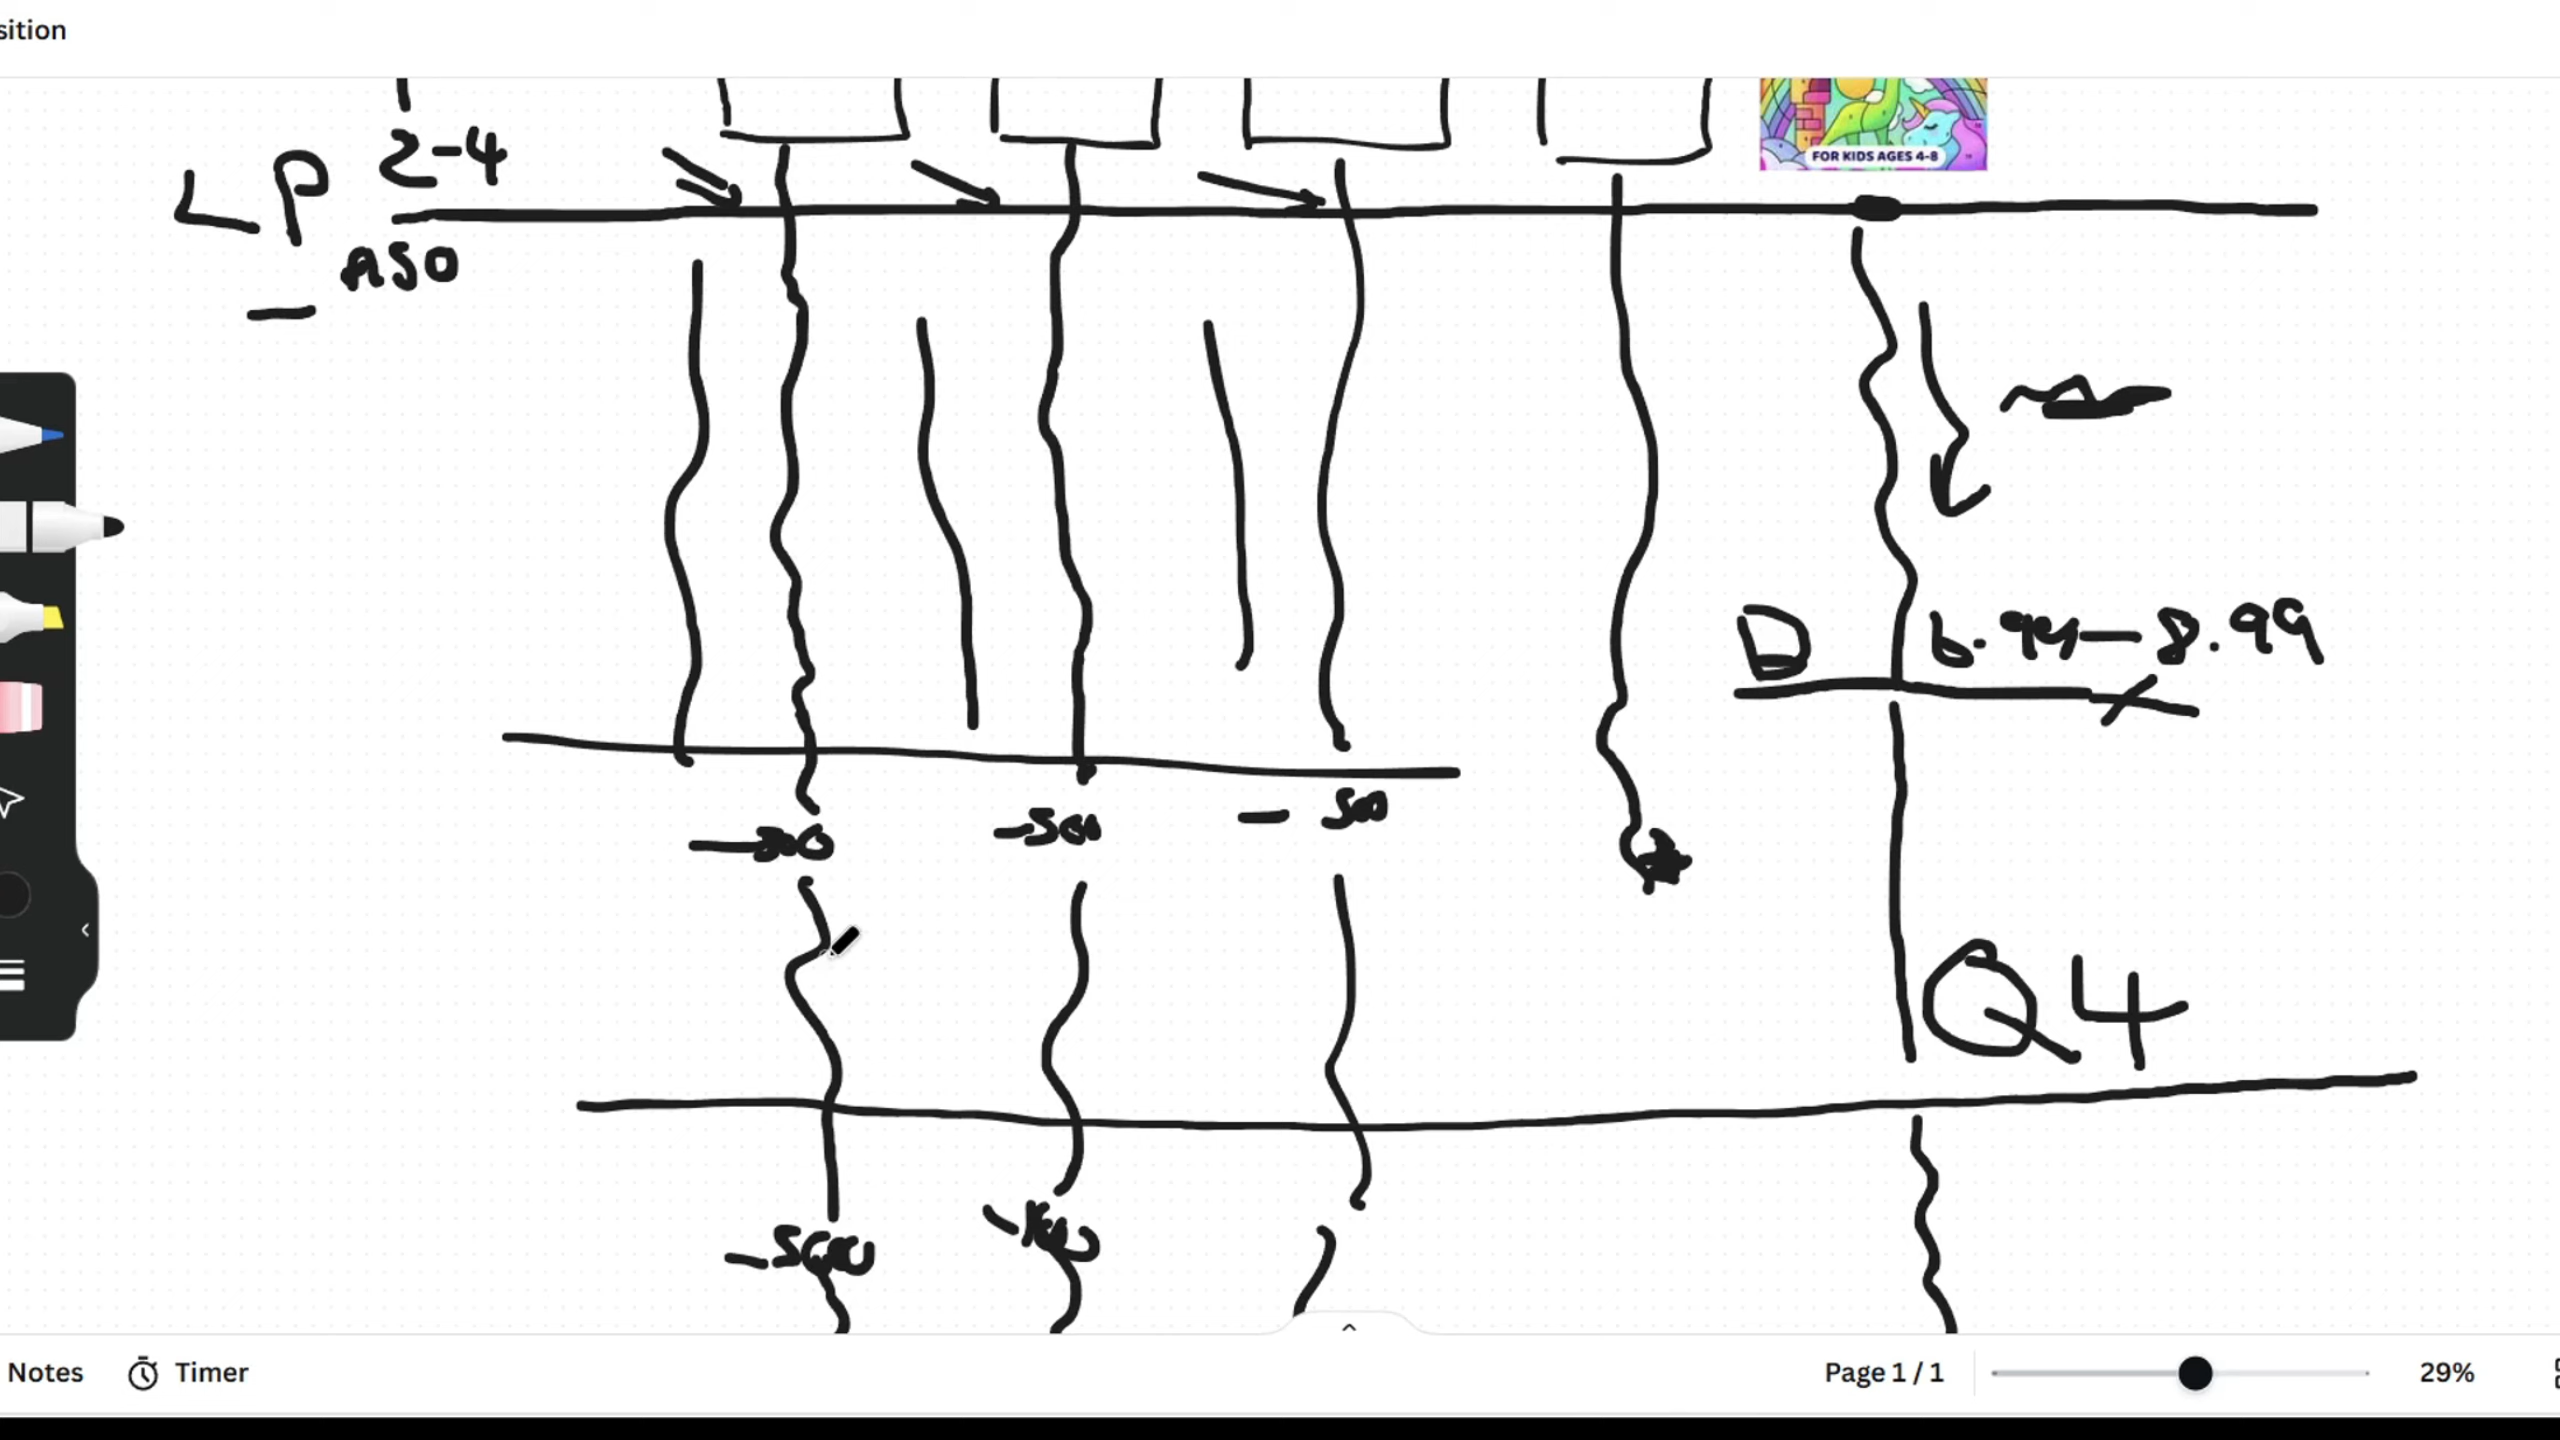 sition
FOR KIDS AGES 4-8
2-4
LP
ASO
D 6.99-8.99
-500
-500
Q4
Notes
Timer
Page 1 / 1
29%